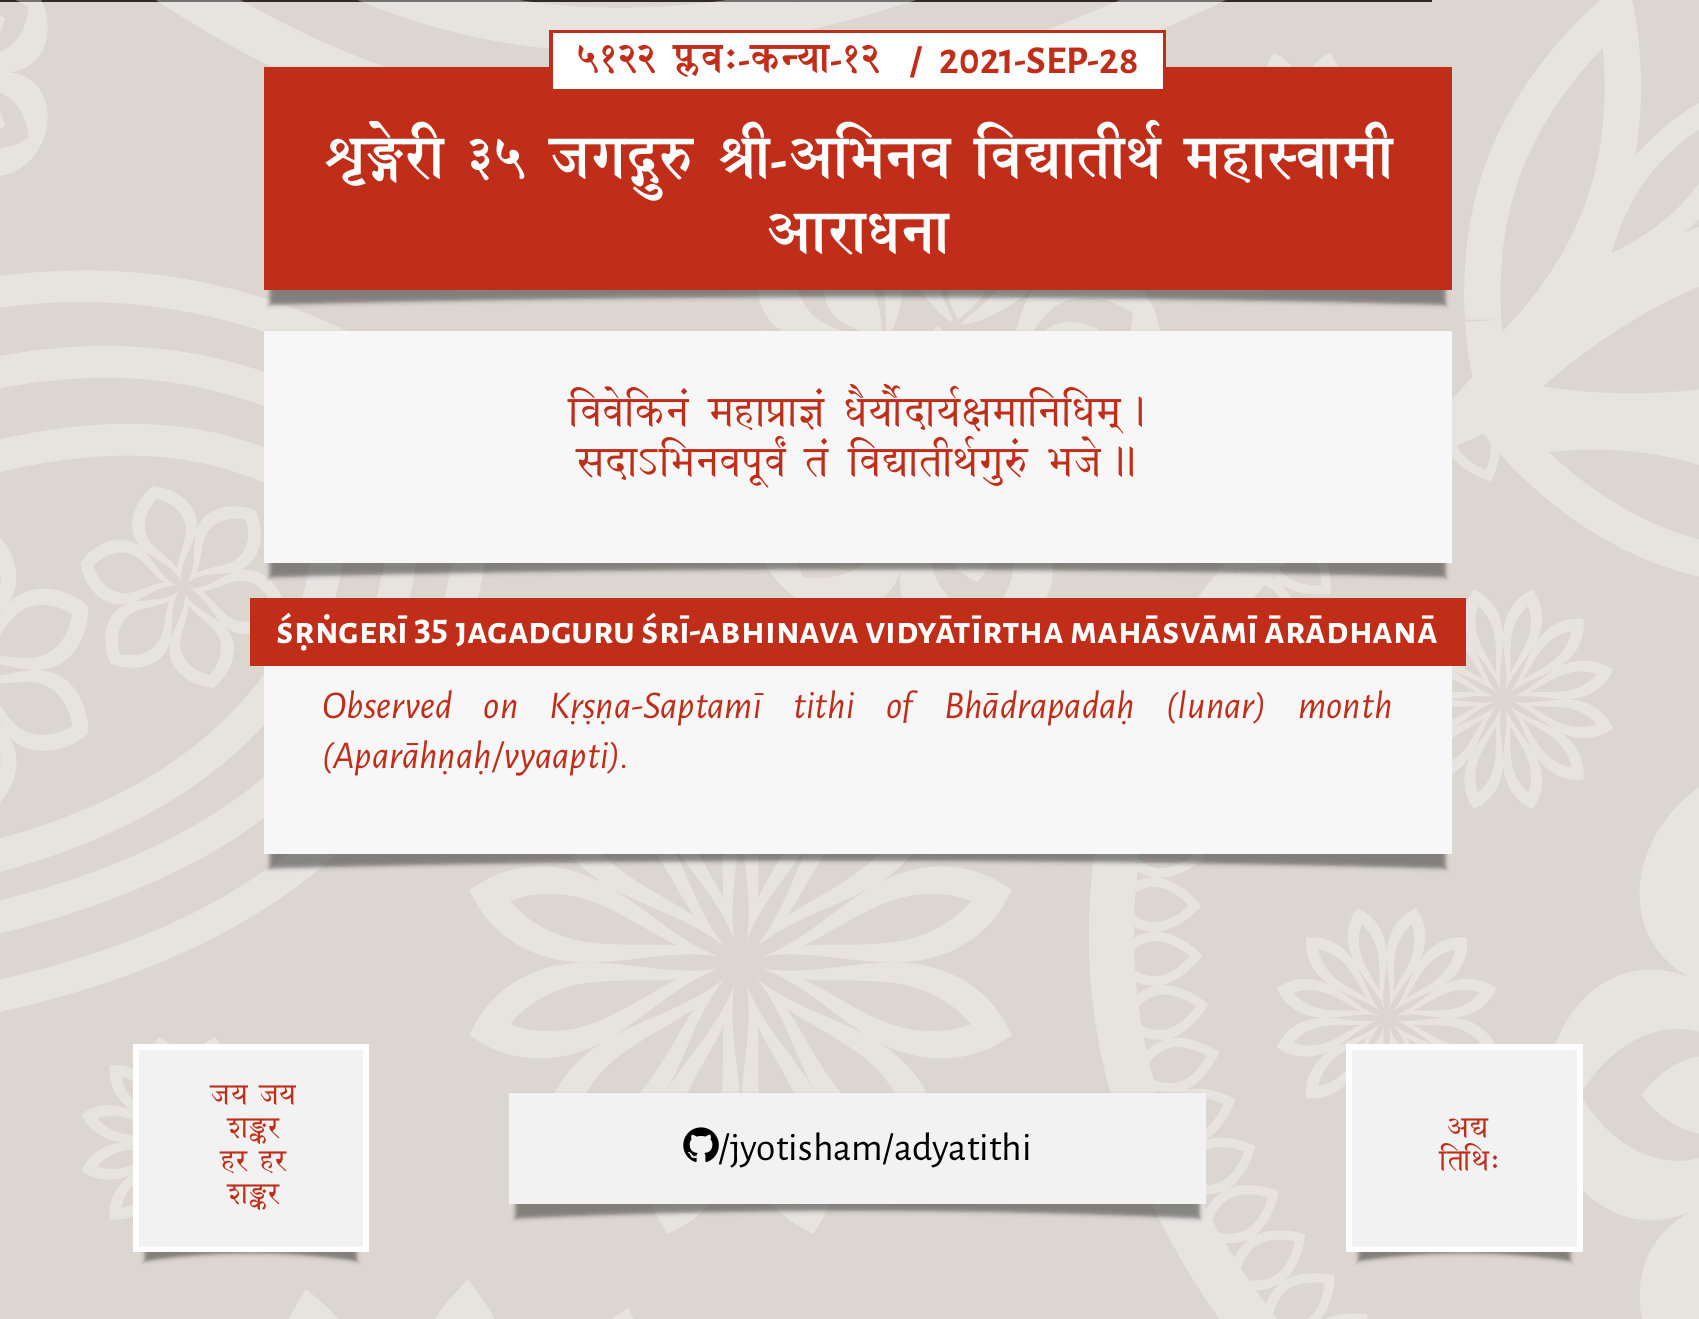 ५१२२ प्लवः-कन्या-१२ / 2021-SEP-28
शृङ्गेरी ३५ जगद्गुरु श्री-अभिनव विद्यातीर्थ महास्वामी
आराधना
विवेकिनं महाप्राज्ञं धैर्यौदार्यक्षमानिधिम्।
सदाऽभिनवपूर्वं तं विद्यातीर्थगुरुं भजे॥
ŚṚṄGERĪ 35 JAGADGURU ŚRĪ-ABHINAVA VIDYĀTĪRTHA MAHĀSVĀMĪ ĀRĀDHANĀ
Observed on Kṛṣṇa-Saptamī tithi of Bhādrapadaḥ (lunar) month
(Aparāhṇaḥ/vyaapti).
जय जय
शङ्कर
हर हर
शङ्कर
/jyotisham/adyatithi
अद्य
तिथिः